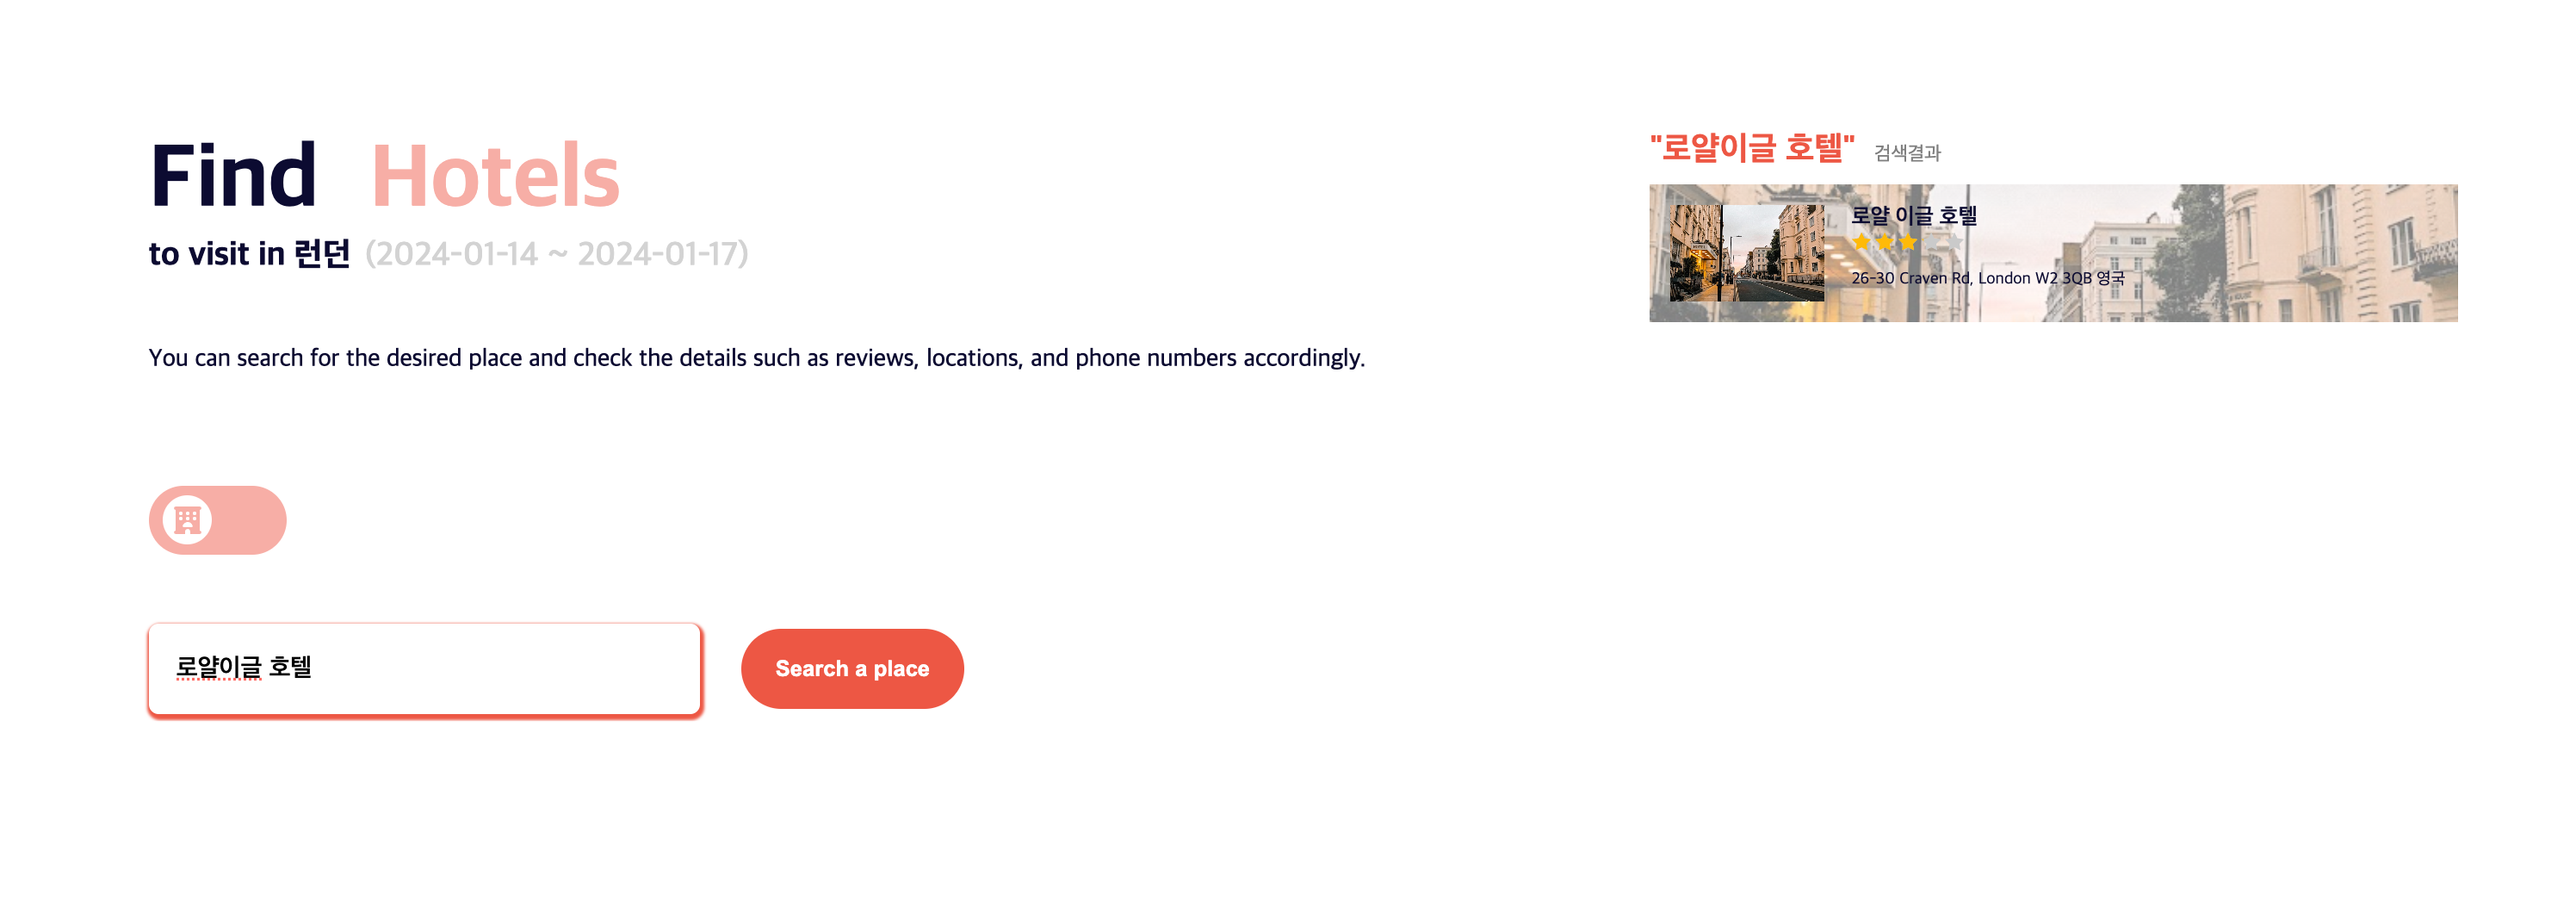 Find Hotels
to visit in 런던 (2024-01-14 ~ 2024-01-17)
You can search for the desired place and check the details such as reviews, locations, and phone numbers accordingly.
로얄이글 호텔
Search a place
"로얄이글 호텔" 검색결과
로얄 이글 호텔
26-30 Craven Rd, London W2 3QB 영국